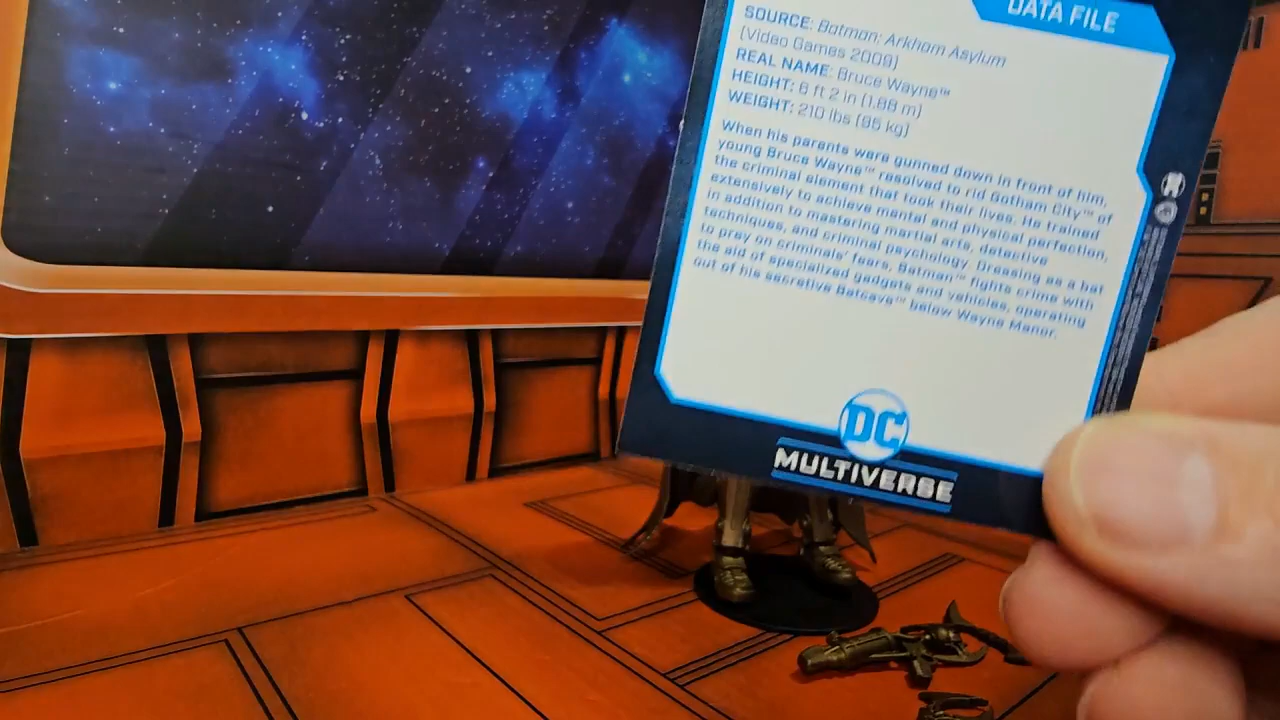 DATA FILE
SOURCE: Batman: Arkham Asylum
(Video Games 2009)
REAL NAME: Bruce Wayne™
HEIGHT: 6 ft 2 in (1.88 m)
WEIGHT: 210 lbs (95 kg)
When his parents were gunned down in front of him,
young Bruce Wayne™ resolved to rid Gotham City™ of
the criminal element that took their lives. He trained
extensively to achieve mental and physical perfection,
in addition to mastering martial arts, detective
techniques, and criminal psychology. Dressing as a bat
to prey on criminals' fears, Batman™ fights crime with
the aid of specialized gadgets and vehicles, operating
out of his secretive Batcave™ below Wayne Manor.
DC
MULTIVERSE